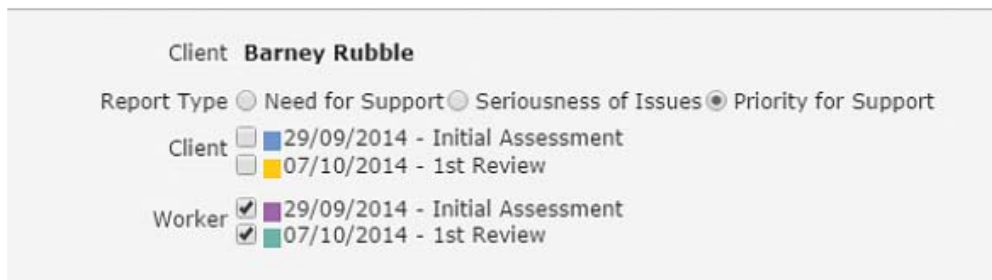 Client Barney Rubble
Report Type Need for Support Seriousness of Issues Priority for Support
Client 29/09/2014 - Initial Assessment
07/10/2014 - 1st Review
Worker 29/09/2014 - Initial Assessment
07/10/2014 - 1st Review